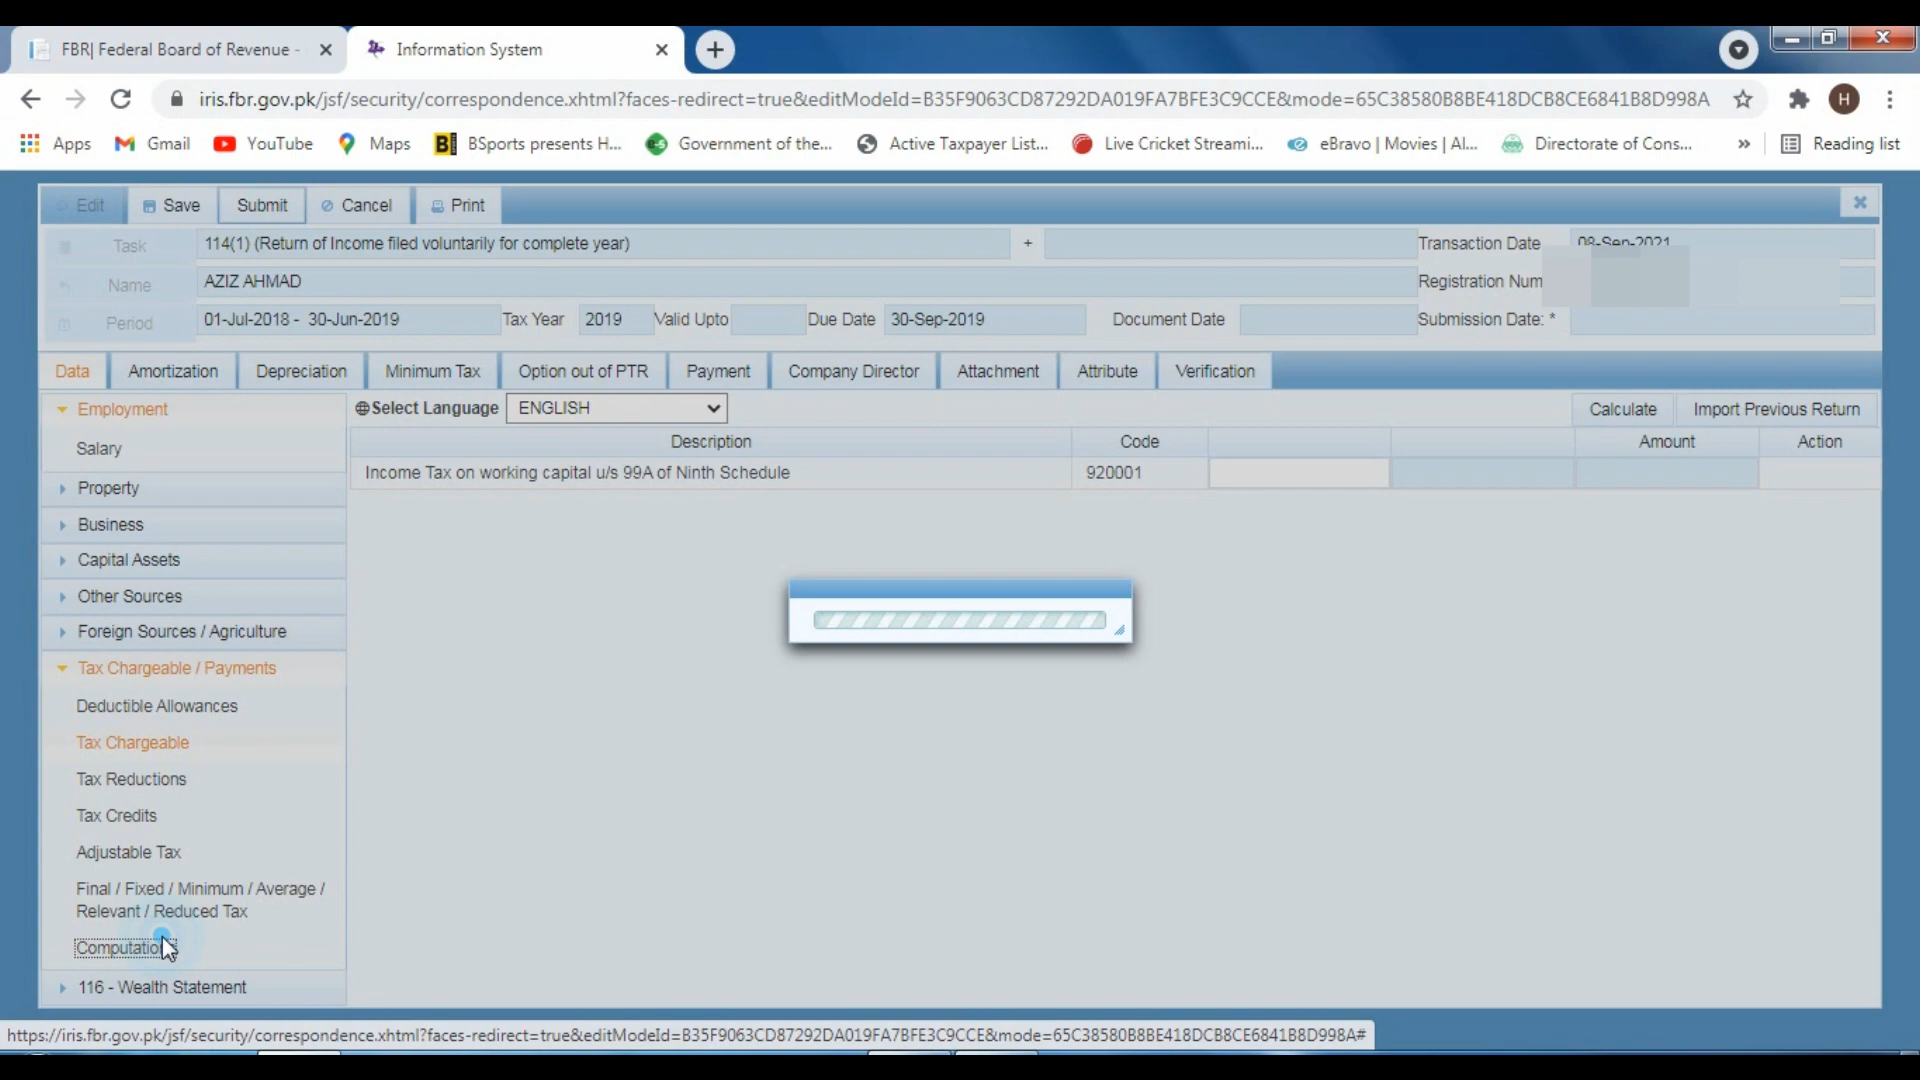 FBR| Federal Board of Revenue -
Information System
iris.fbr.gov.pk/jsf/security/correspondence.xhtml?faces-redirect=true&editModeId=B35F9063CD87292DA019FA7BFE3C9CCE&mode=65C38580B8BE418DCB8CE6841B8D998A
H
Apps Gmail YouTube Maps BSports presents H... Government of the... Active Taxpayer List... Live Cricket Streami... eBravo | Movies | Al... Directorate of Cons... » Reading list
Edit Save Submit Cancel Print
Task 114(1) (Return of Income filed voluntarily for complete year) + Transaction Date 08-Sep-2021
Name AZIZ AHMAD Registration Num
Period 01-Jul-2018 - 30-Jun-2019 Tax Year 2019 Valid Upto Due Date 30-Sep-2019 Document Date Submission Date: *
Data Amortization Depreciation Minimum Tax Option out of PTR Payment Company Director Attachment Attribute Verification
Employment
Select Language ENGLISH Calculate Import Previous Return
Description Code Amount Action
Salary
Income Tax on working capital u/s 99A of Ninth Schedule 920001
Property
Business
Capital Assets
Other Sources
Foreign Sources / Agriculture
Tax Chargeable / Payments
Deductible Allowances
Tax Chargeable
Tax Reductions
Tax Credits
Adjustable Tax
Final / Fixed / Minimum / Average /
Relevant / Reduced Tax
Computation
116 - Wealth Statement
https://iris.fbr.gov.pk/jsf/security/correspondence.xhtml?faces-redirect=true&editModeId=B35F9063CD87292DA019FA7BFE3C9CCE&mode=65C38580B8BE418DCB8CE6841B8D998A#